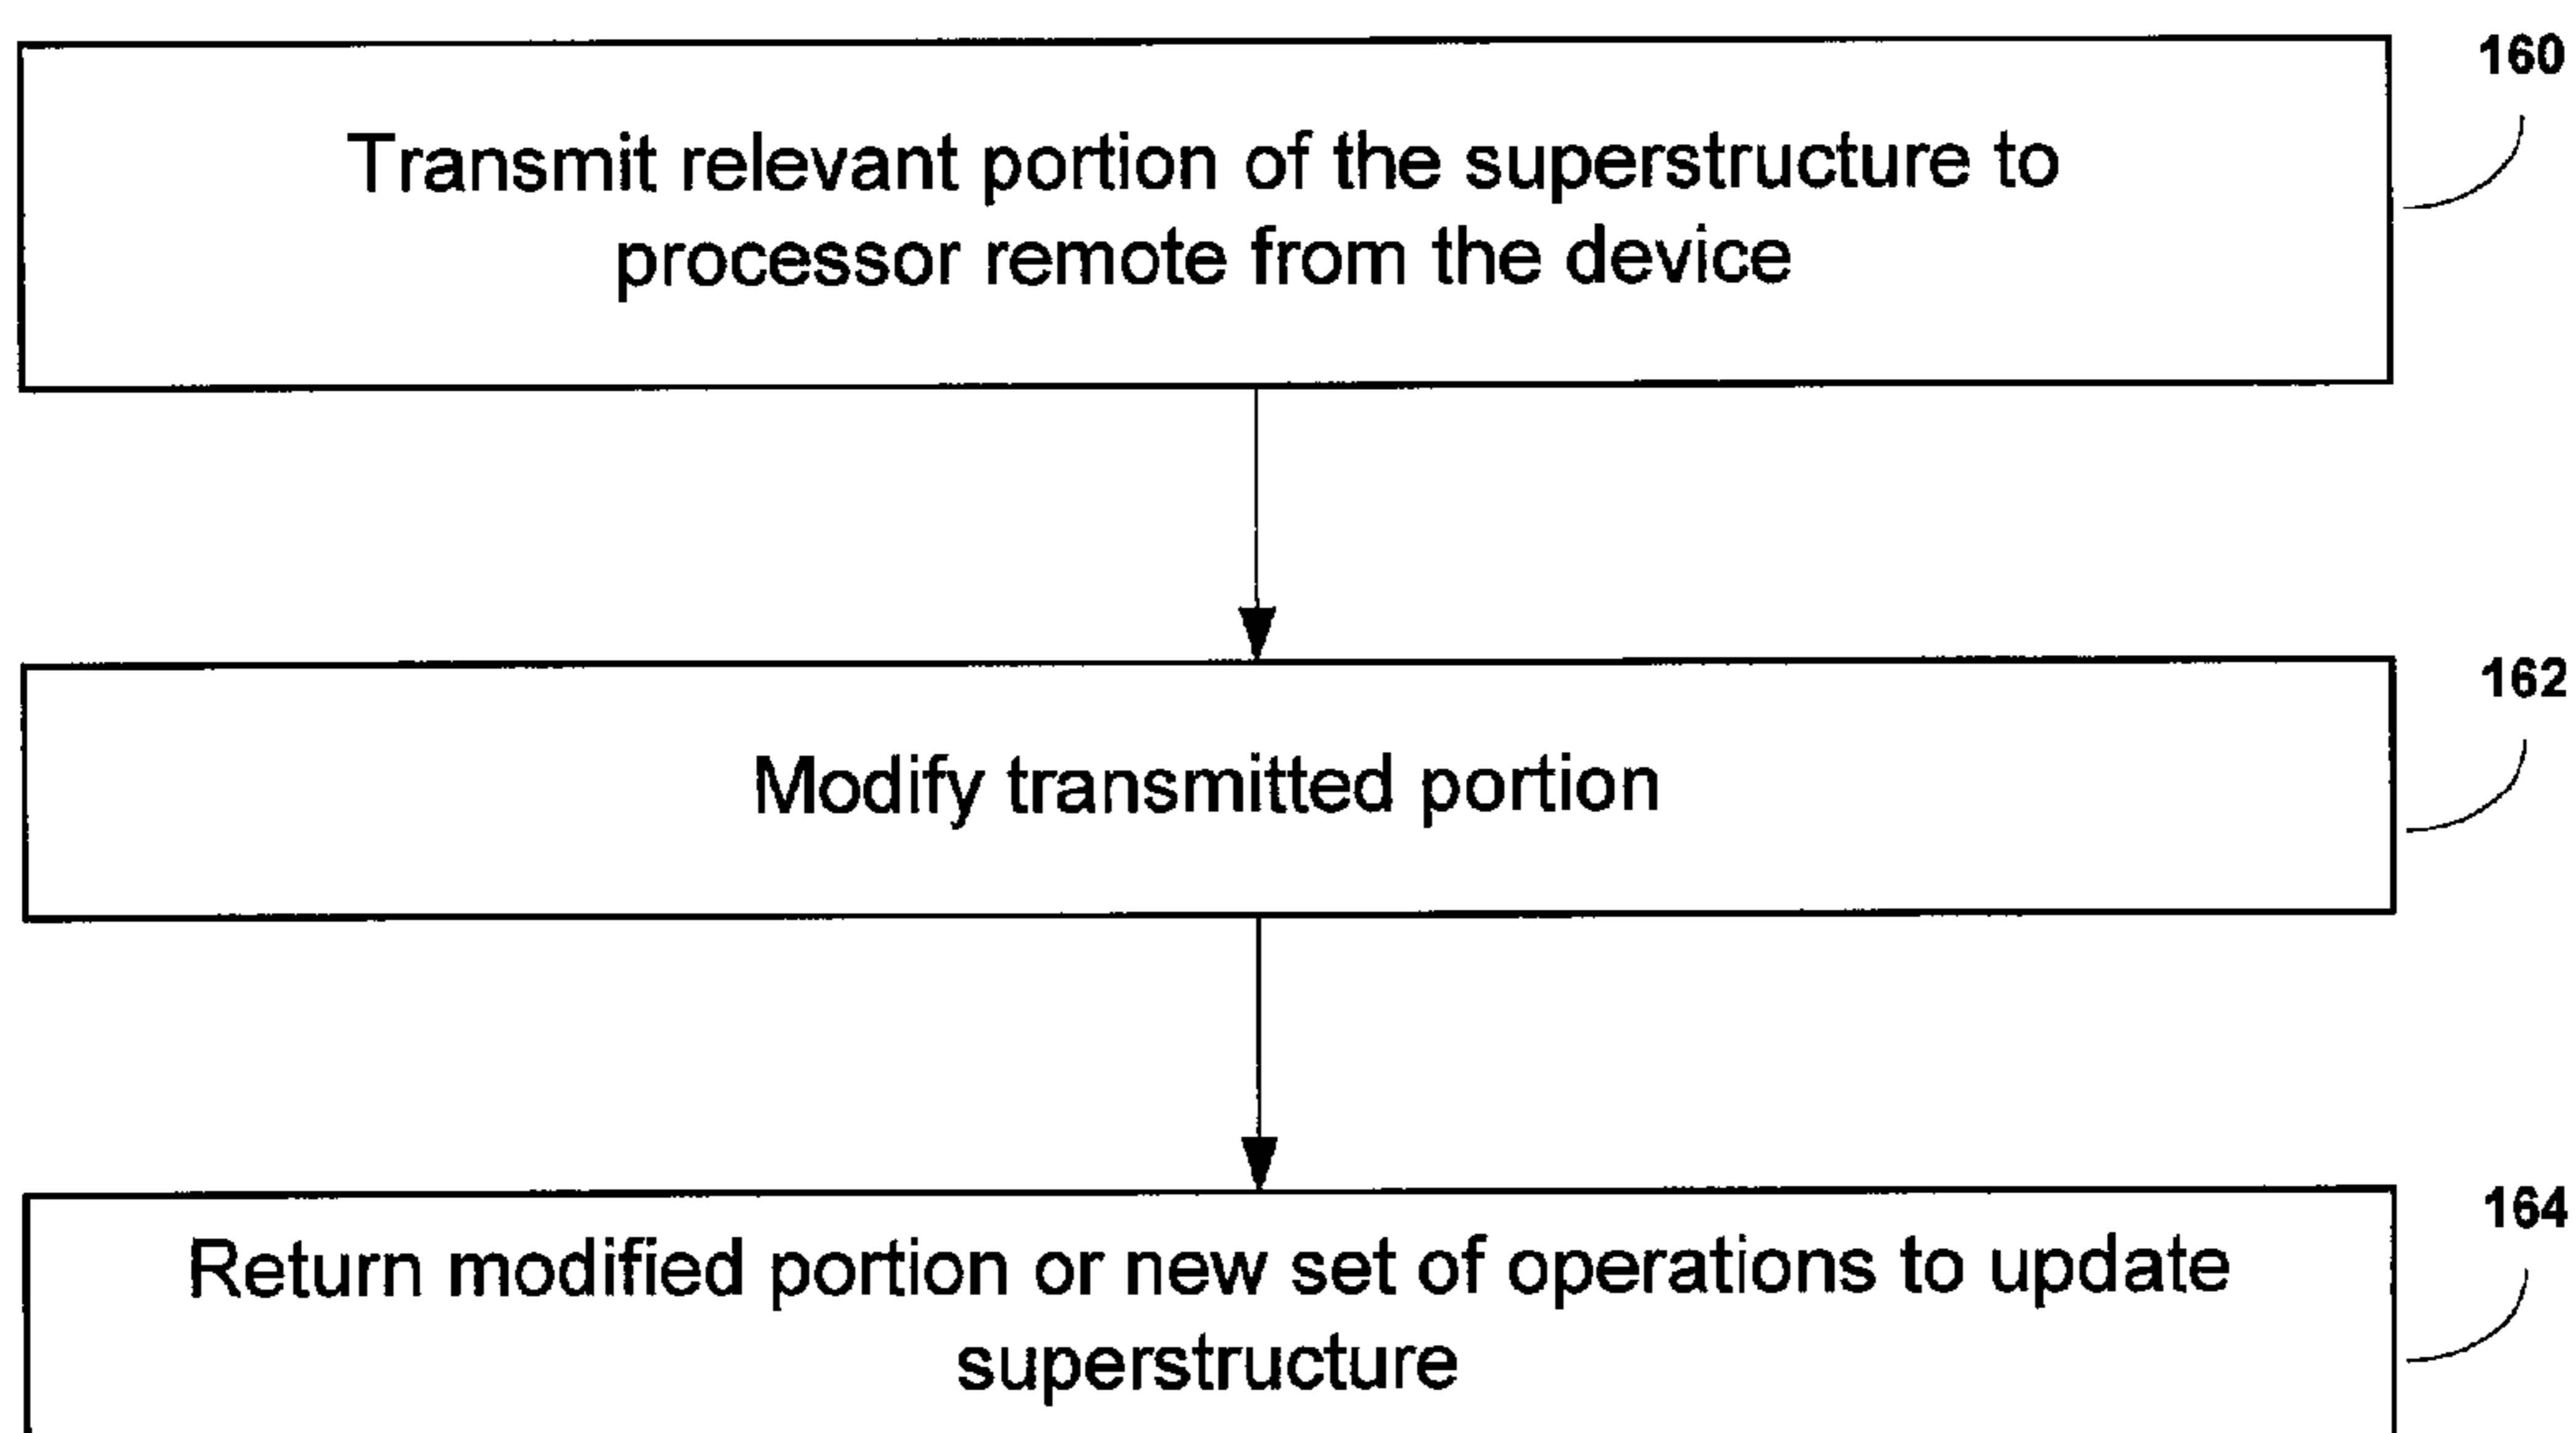 160
Transmit relevant portion of the superstructure to
processor remote from the device
162
Modify transmitted portion
164
Return modified portion or new set of operations to update
superstructure